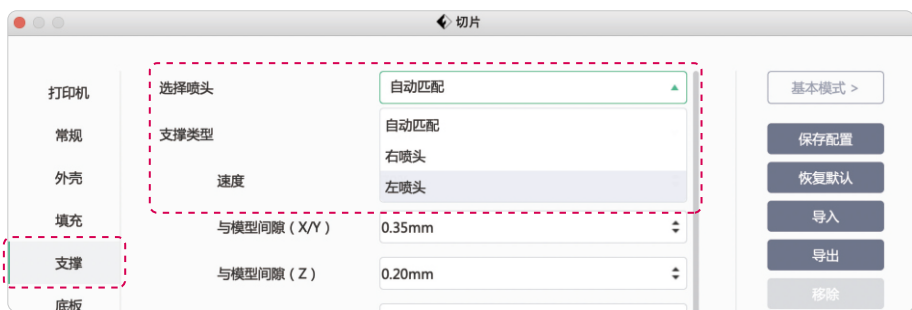 切片
打印机
常规
外壳
填充
支撑
底板
选择喷头
自动匹配
支撑类型
自动匹配
右喷头
速度
左喷头
与模型间隙（X/Y）
0.35mm
与模型间隙（Z）
0.20mm
基本模式 >
保存配置
恢复默认
导入
导出
移除